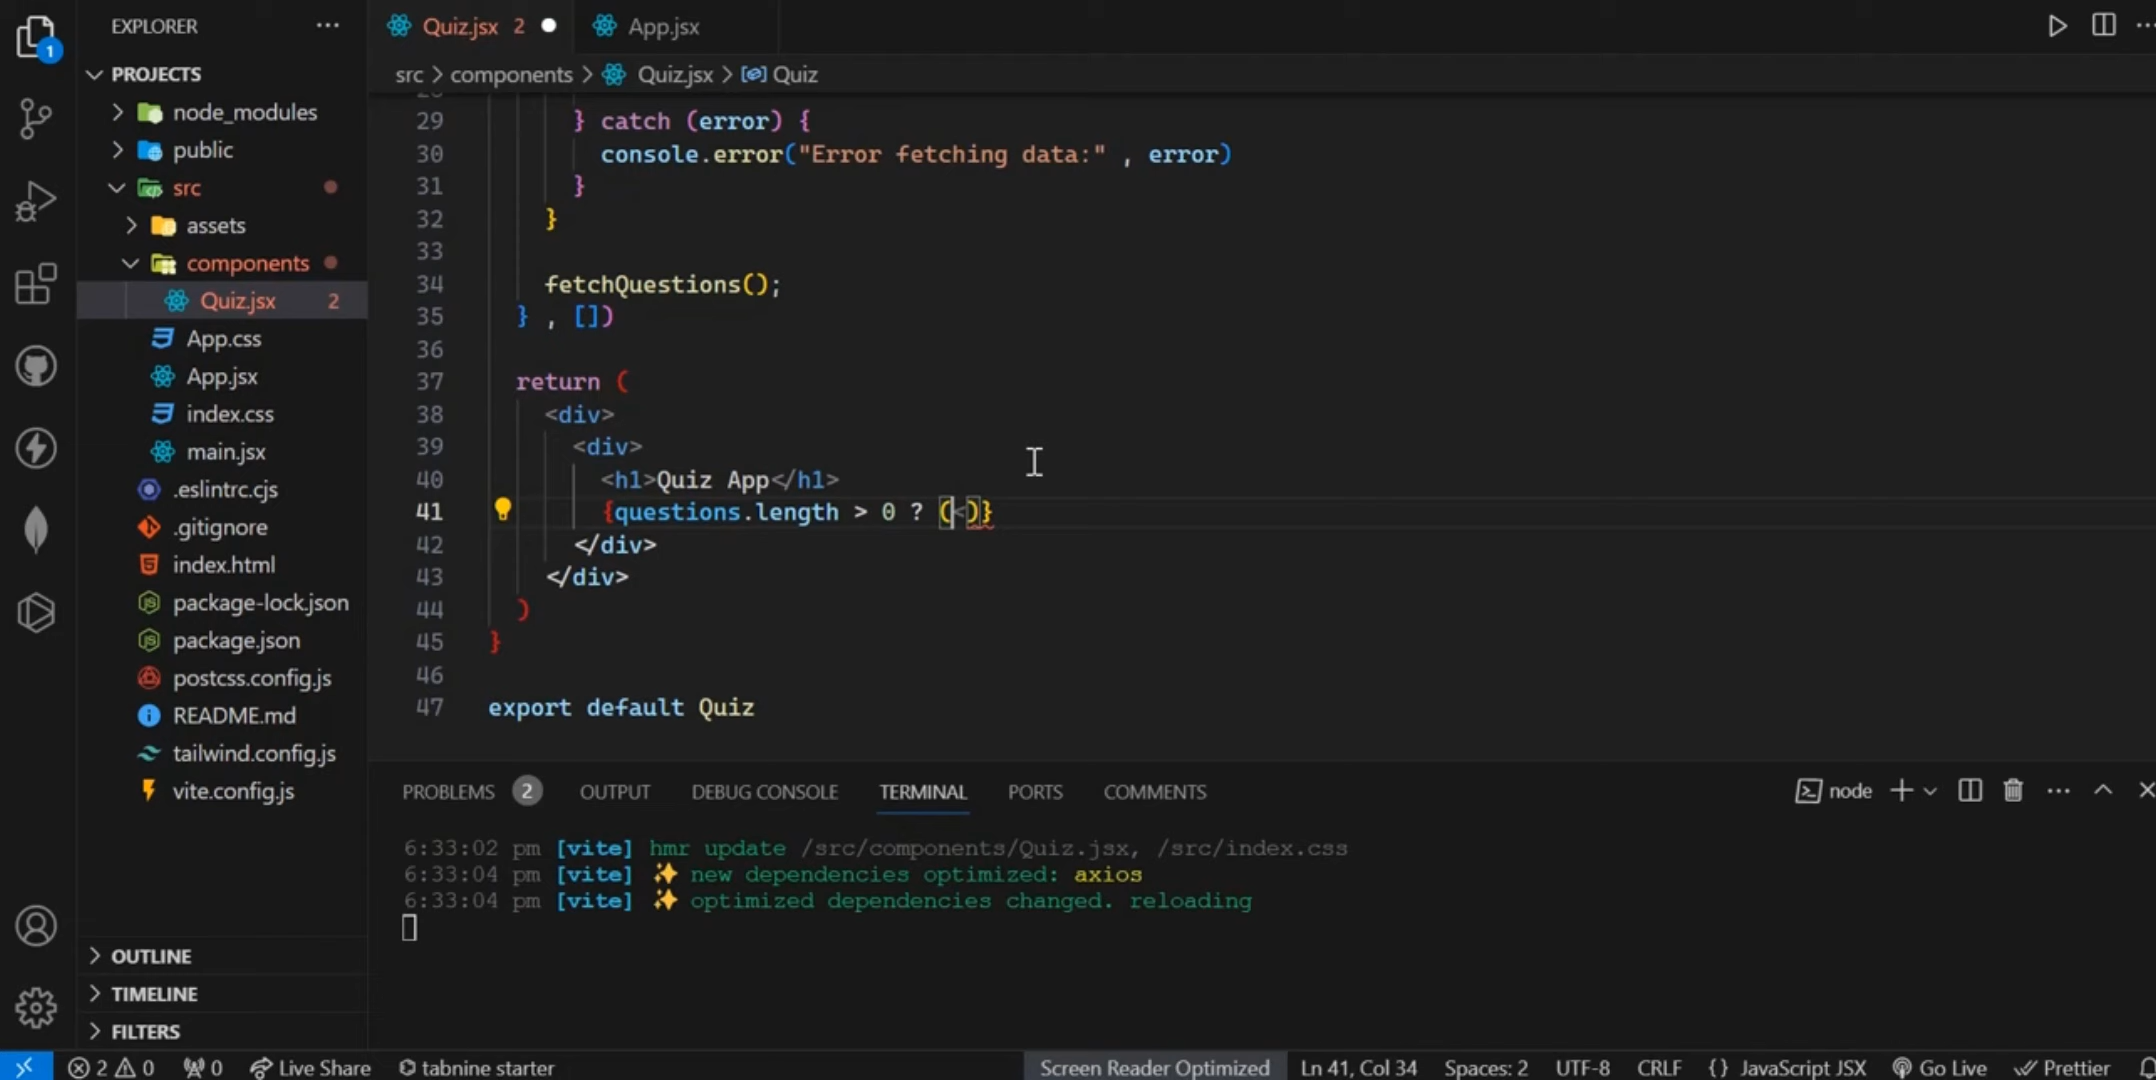 EXPLORER ...
1
PROJECTS
node_modules
public
src
assets
components
Quiz.jsx 2
App.css
App.jsx
index.css
main.jsx
.eslintrc.cjs
.gitignore
index.html
package-lock.json
package.json
postcss.config.js
README.md
tailwind.config.js
vite.config.js
OUTLINE
TIMELINE
FILTERS
Quiz.jsx 2 App.jsx
src > components > Quiz.jsx > Quiz
29 } catch (error) {
30 console.error("Error fetching data:" , error)
31 }
32 }
33
34 fetchQuestions();
35 } , [])
36
37 return (
38 <div>
39 <div>
40 <h1>Quiz App</h1>
41 {questions.length > 0 ? (<)}
42 </div>
43 </div>
44 )
45 }
46
47 export default Quiz
PROBLEMS 2 OUTPUT DEBUG CONSOLE TERMINAL PORTS COMMENTS node
6:33:02 pm [vite] hmr update /src/components/Quiz.jsx, /src/index.css
6:33:04 pm [vite] ✨ new dependencies optimized: axios
6:33:04 pm [vite] ✨ optimized dependencies changed. reloading
2 0 0 Live Share tabnine starter Screen Reader Optimized Ln 41, Col 34 Spaces: 2 UTF-8 CRLF {} JavaScript JSX Go Live Prettier